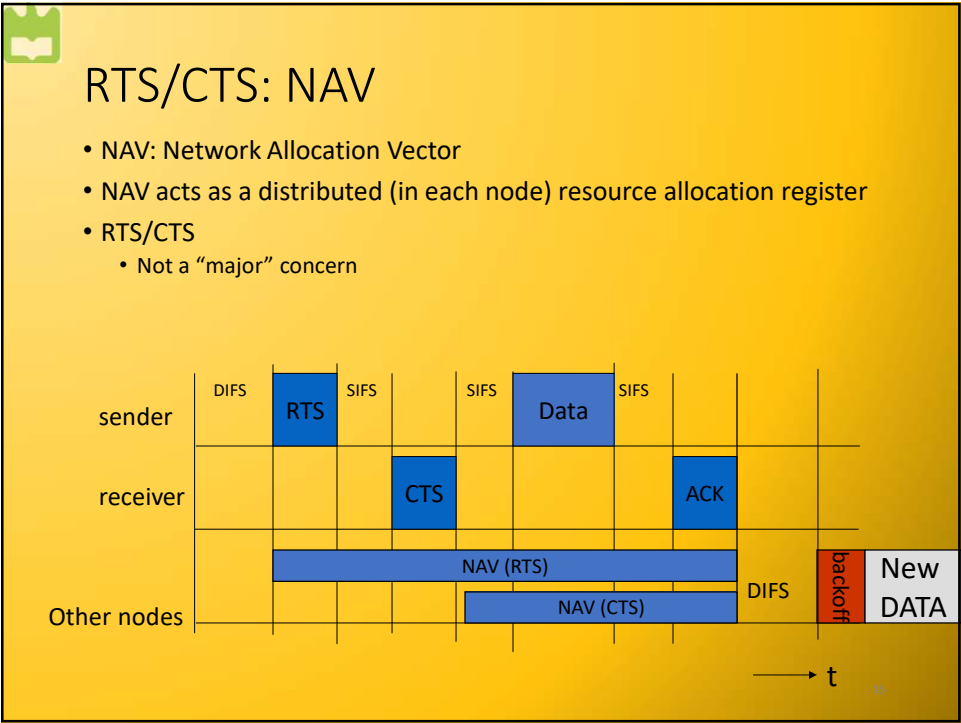 RTS/CTS: NAV
• NAV: Network Allocation Vector
• NAV acts as a distributed (in each node) resource allocation register
• RTS/CTS
• Not a “major” concern
DIFS
SIFS
SIFS
SIFS
sender
RTS
Data
receiver
CTS
ACK
NAV (RTS)
NAV (CTS)
Other nodes
DIFS
backoff
New
DATA
t